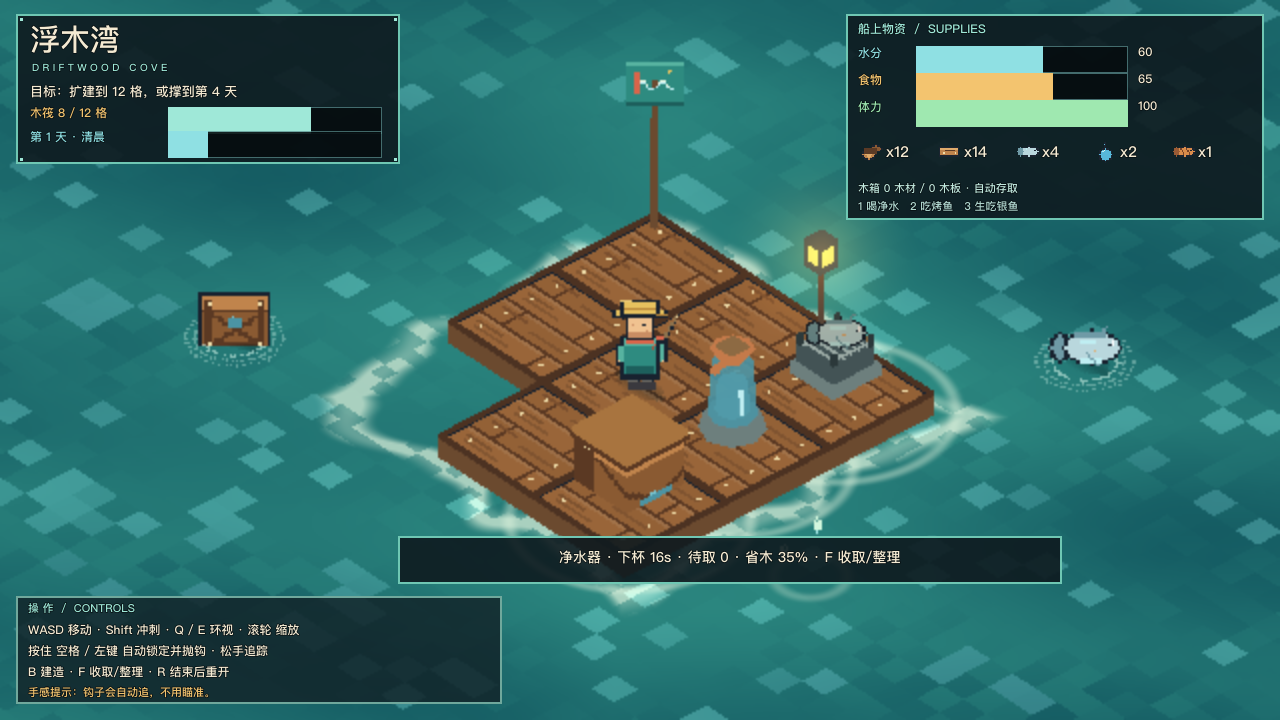 浮木湾
DRIFTWOOD COVE
目标：扩建到 12 格，或撑到第 4 天
木筏 8 / 12 格
第 1 天 · 清晨
船上物资 / SUPPLIES
水分 60
食物 65
体力 100
x12 x14 x4 x2 x1
木箱 0 木材 / 0 木板 · 自动存取
1 喝净水 2 吃烤鱼 3 生吃银鱼
净水器 · 下杯 16s · 待取 0 · 省木 35% · F 收取/整理
操作 / CONTROLS
WASD 移动 · Shift 冲刺 · Q / E 环视 · 滚轮 缩放
按住 空格 / 左键 自动锁定并抛钩 · 松手追踪
B 建造 · F 收取/整理 · R 结束后重开
手感提示：钩子会自动追，不用瞄准。